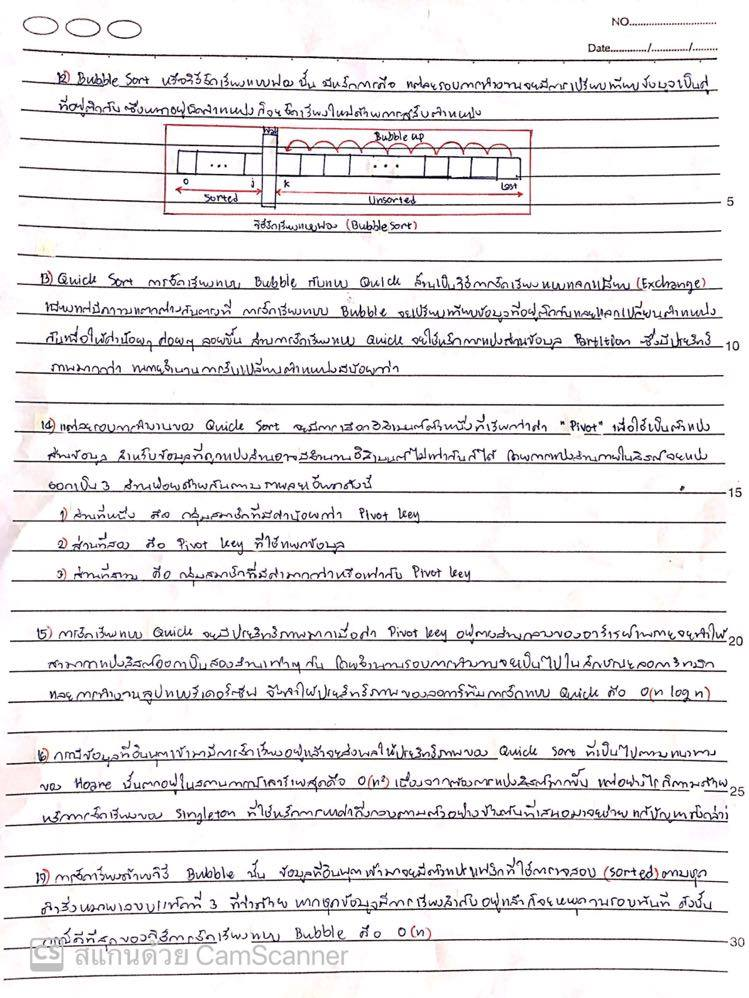 NO.
Date
12) Bubble Sort หรือวิธีจัดเรียงแบบฟอง นั้น มีหลักการคือ แต่ละรอบการทำงานจะมีการเปรียบเทียบข้อมูลเป็นคู่
ที่อยู่ติดกัน ซึ่งหากอยู่ผิดตำแหน่ง ก็จะจัดเรียงใหม่ด้วยการสลับตำแหน่ง
Wall
Bubble up
0 j k Last
Sorted Unsorted
5
วิธีจัดเรียงแบบฟอง (Bubble Sort)
13) Quick Sort การจัดเรียงแบบ Bubble กับแบบ Quick ล้วนเป็นวิธีการจัดเรียงแบบแลกเปลี่ยน (Exchange)
เพียงแต่มีความแตกต่างกันตรงที่ การจัดเรียงแบบ Bubble จะเปรียบเทียบข้อมูลที่อยู่ติดกันและแลกเปลี่ยนตำแหน่ง
กันเพื่อให้ค่าน้อยๆ ค่อยๆ ลอยขึ้น ส่วนการจัดเรียงแบบ Quick จะใช้หลักการแบ่งส่วนข้อมูล Partition ซึ่งมีประสิทธิ
10
ภาพมากกว่า จำนวนการสับเปลี่ยนตำแหน่งน้อยกว่า
14) แต่ละรอบการทำงานของ Quick Sort จะมีการเลือกอิลิเมนต์ตัวหนึ่งที่เรียกว่าค่า "Pivot" เพื่อใช้เป็นตัวแบ่ง
ส่วนข้อมูล สำหรับข้อมูลที่ถูกแบ่งส่วนอาจมีจำนวนอิลิเมนต์ไม่เท่ากันก็ได้ โดยการแบ่งส่วนภายในลิสต์จะแบ่ง
ออกเป็น 3 ส่วนย่อยด้วยกันตามรายละเอียดดังนี้
15
1) ส่วนที่หนึ่ง คือ กลุ่มสมาชิกที่มีค่าน้อยกว่า Pivot key
2) ส่วนที่สอง คือ Pivot key ที่ใช้แยกข้อมูล
3) ส่วนที่สาม คือ กลุ่มสมาชิกที่มีค่ามากกว่าหรือเท่ากับ Pivot key
15) การจัดเรียงแบบ Quick จะมีประสิทธิภาพมากเมื่อค่า Pivot key อยู่ตรงส่วนกลางของอาร์เรย์ จะทำให้
20
สามารถแบ่งลิสต์ออกเป็นสองส่วนเท่าๆ กัน โดยจำนวนรอบการทำงานจะเป็นไปในลักษณะลอการิทึม
และการทำงานลูปแบบรีเคอร์ซีฟ จึงทำให้ประสิทธิภาพของอัลกอริทึมการจัดแบบ Quick คือ O(n log n)
16) กรณีข้อมูลที่อินพุตเข้ามามีการจัดเรียงอยู่แล้วจะส่งผลให้ประสิทธิภาพของ Quick Sort ที่เป็นไปตามแนวทาง
ของ Hoare นั้นตกอยู่ในสถานการณ์เลวร้ายสุดคือ O(n²) เนื่องจากต้องการแบ่งลิสต์มากขึ้น แต่อย่างไรก็ตามด้วย
25
หลักการจัดเรียงของ Singleton ที่ใช้หลักการหาค่ากึ่งกลางตามตัวอย่างข้างต้นที่เสนอมาจะช่วยแก้ปัญหาดังกล่าว
17) การจัดเรียงด้วยวิธี Bubble นั้น ข้อมูลที่อินพุตเข้ามาจะมีตัวแปรแฟล็กที่ใช้ตรวจสอบ (sorted) ตามชุด
คำสั่งหมายเลขบรรทัดที่ 3 หากชุดข้อมูลมีการเรียงลำดับอยู่แล้วก็จะหยุดวนรอบทันที ดังนั้น
กรณีดีที่สุดของวิธีการจัดเรียงแบบ Bubble คือ O(n)
30
CS สแกนด้วย CamScanner